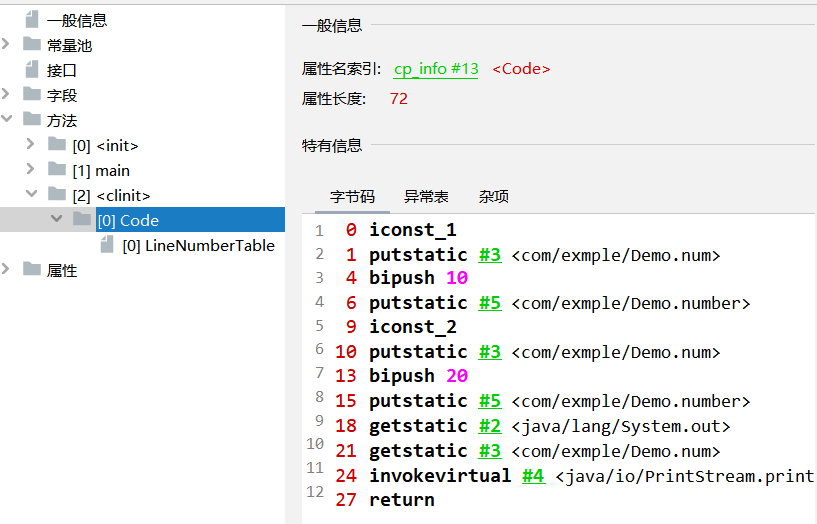 一般信息
常量池
接口
字段
方法
[0] <init>
[1] main
[2] <clinit>
[0] Code
[0] LineNumberTable
属性
一般信息
属性名索引: cp_info #13 <Code>
属性长度: 72
特有信息
字节码 异常表 杂项
1 0 iconst_1
2 1 putstatic #3 <com/exmple/Demo.num>
3 4 bipush 10
4 6 putstatic #5 <com/exmple/Demo.number>
5 9 iconst_2
6 10 putstatic #3 <com/exmple/Demo.num>
7 13 bipush 20
8 15 putstatic #5 <com/exmple/Demo.number>
9 18 getstatic #2 <java/lang/System.out>
10 21 getstatic #3 <com/exmple/Demo.num>
11 24 invokevirtual #4 <java/io/PrintStream.print
12 27 return